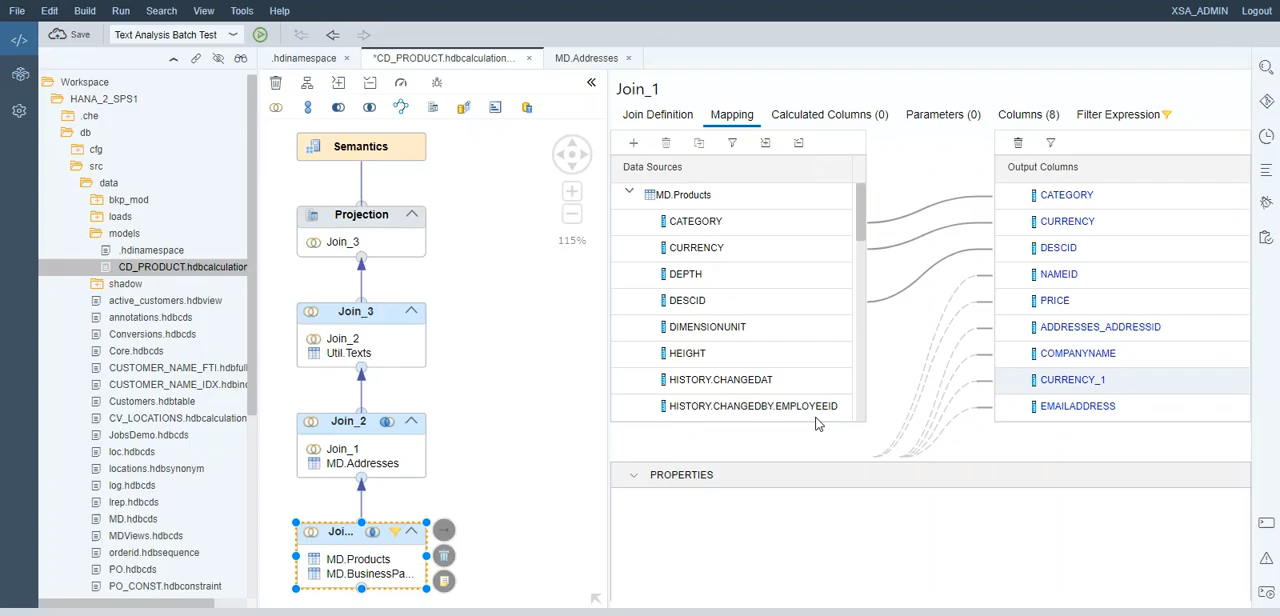 File Edit Build Run Search View Tools Help XSA_ADMIN Logout
Save Text Analysis Batch Test
.hdinamespace × *CD_PRODUCT.hdbcalculation... × MD.Addresses ×
Workspace
HANA_2_SPS1
.che
db
cfg
src
data
bkp_mod
loads
models
.hdinamespace
CD_PRODUCT.hdbcalculation
shadow
active_customers.hdbview
annotations.hdbcds
Conversions.hdbcds
Core.hdbcds
CUSTOMER_NAME_FTI.hdbfull
CUSTOMER_NAME_IDX.hdbind
Customers.hdbtable
CV_LOCATIONS.hdbcalculation
JobsDemo.hdbcds
loc.hdbcds
locations.hdbsynonym
log.hdbcds
lrep.hdbcds
MD.hdbcds
MDViews.hdbcds
orderid.hdbsequence
PO.hdbcds
PO_CONST.hdbconstraint
Semantics
Projection
Join_3
Join_3
Join_2
Util.Texts
Join_2
Join_1
MD.Addresses
Joi...
MD.Products
MD.BusinessPa...
115%
Join_1
Join Definition Mapping Calculated Columns (0) Parameters (0) Columns (8) Filter Expression
Data Sources
MD.Products
CATEGORY
CURRENCY
DEPTH
DESCID
DIMENSIONUNIT
HEIGHT
HISTORY.CHANGEDAT
HISTORY.CHANGEDBY.EMPLOYEEID
Output Columns
CATEGORY
CURRENCY
DESCID
NAMEID
PRICE
ADDRESSES_ADDRESSID
COMPANYNAME
CURRENCY_1
EMAILADDRESS
PROPERTIES